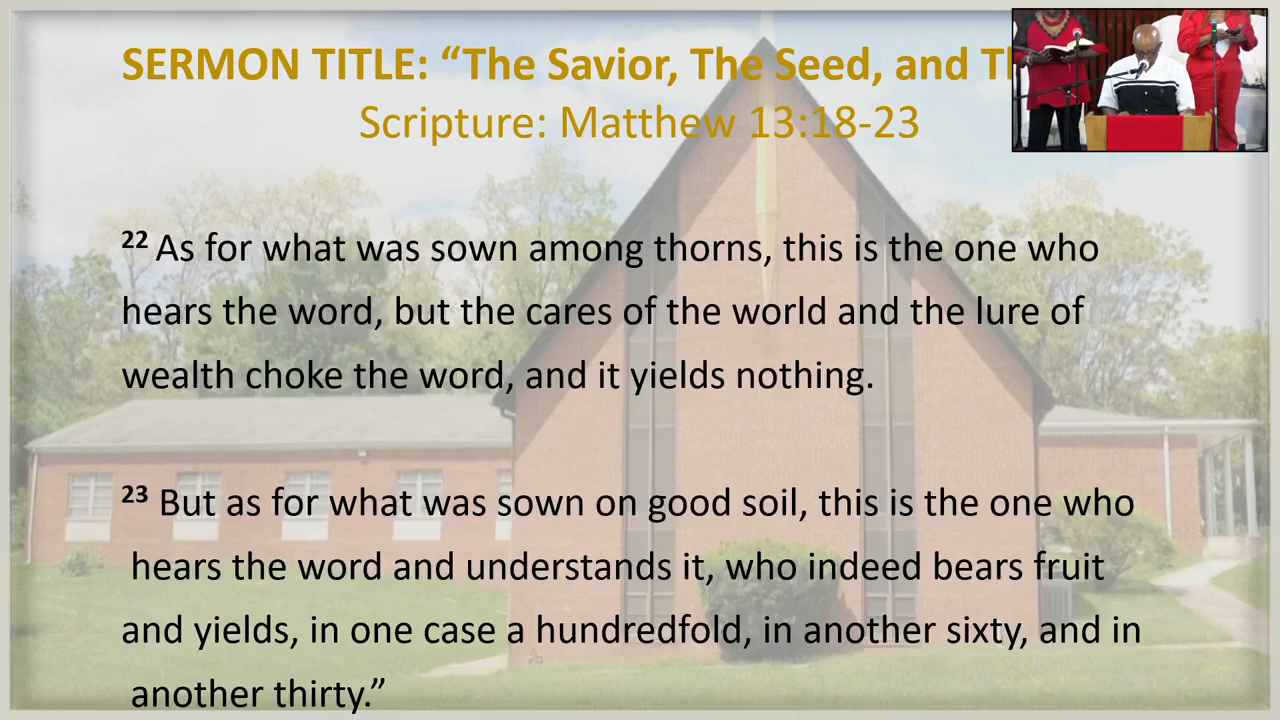 SERMON TITLE: “The Savior, The Seed, and
Scripture: Matthew 13:18-23
22 As for what was sown among thorns, this is the one who
hears the word, but the cares of the world and the lure of
wealth choke the word, and it yields nothing.
23 But as for what was sown on good soil, this is the one who
hears the word and understands it, who indeed bears fruit
and yields, in one case a hundredfold, in another sixty, and in
another thirty.”